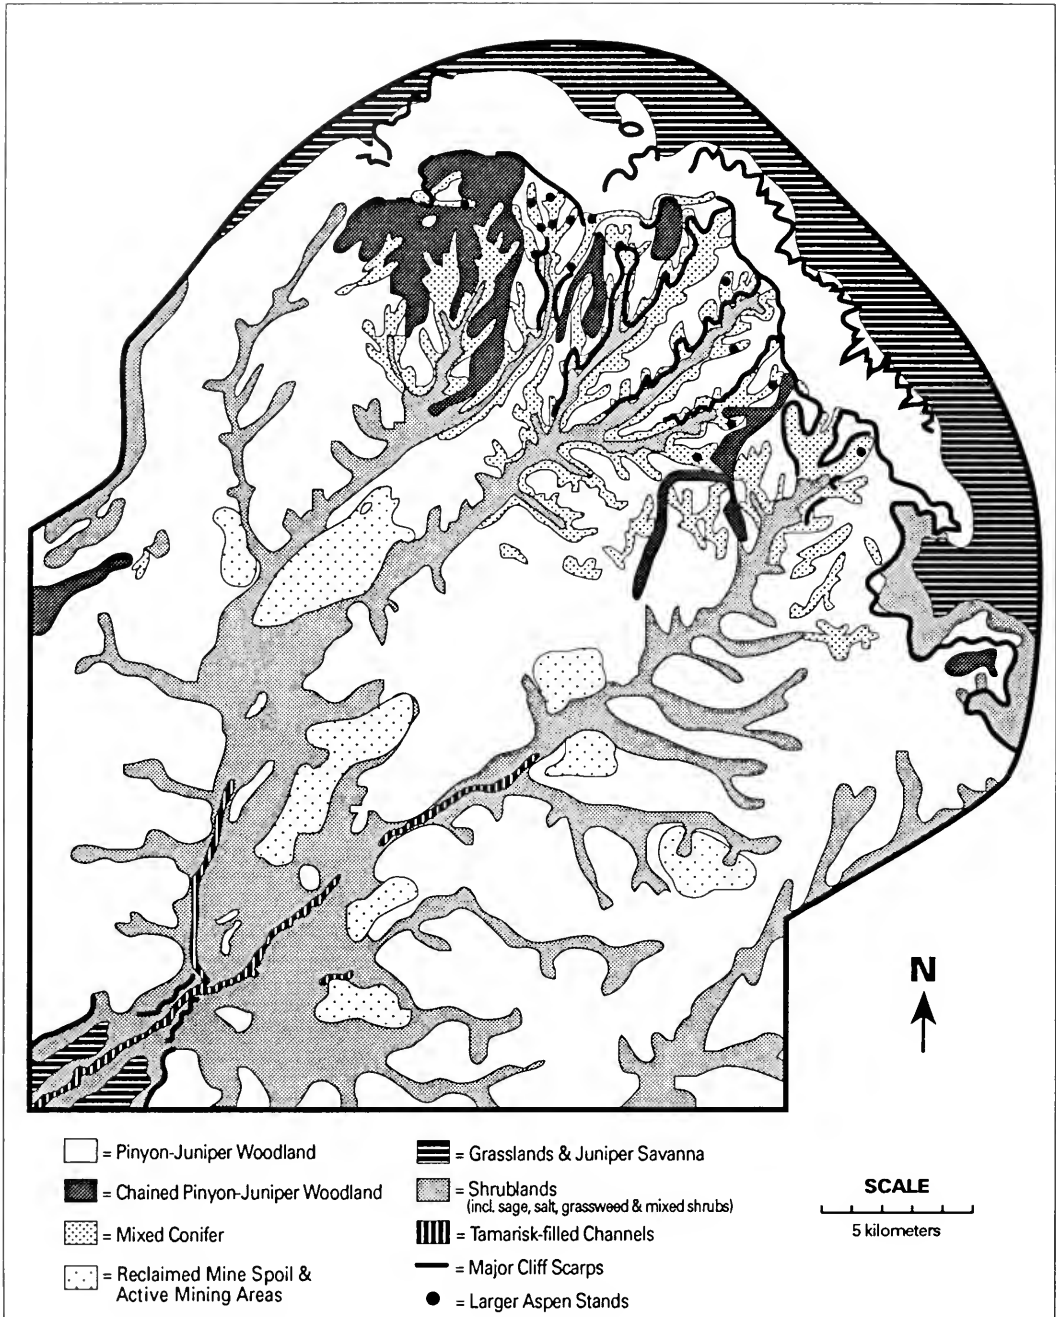 N
= Pinyon-Juniper Woodland
= Chained Pinyon-Juniper Woodland
= Mixed Conifer
= Reclaimed Mine Spoil &
Active Mining Areas
= Grasslands & Juniper Savanna
= Shrublands
(incl. sage, salt, grassweed & mixed shrubs)
= Tamarisk-filled Channels
= Major Cliff Scarps
= Larger Aspen Stands
SCALE
5 kilometers